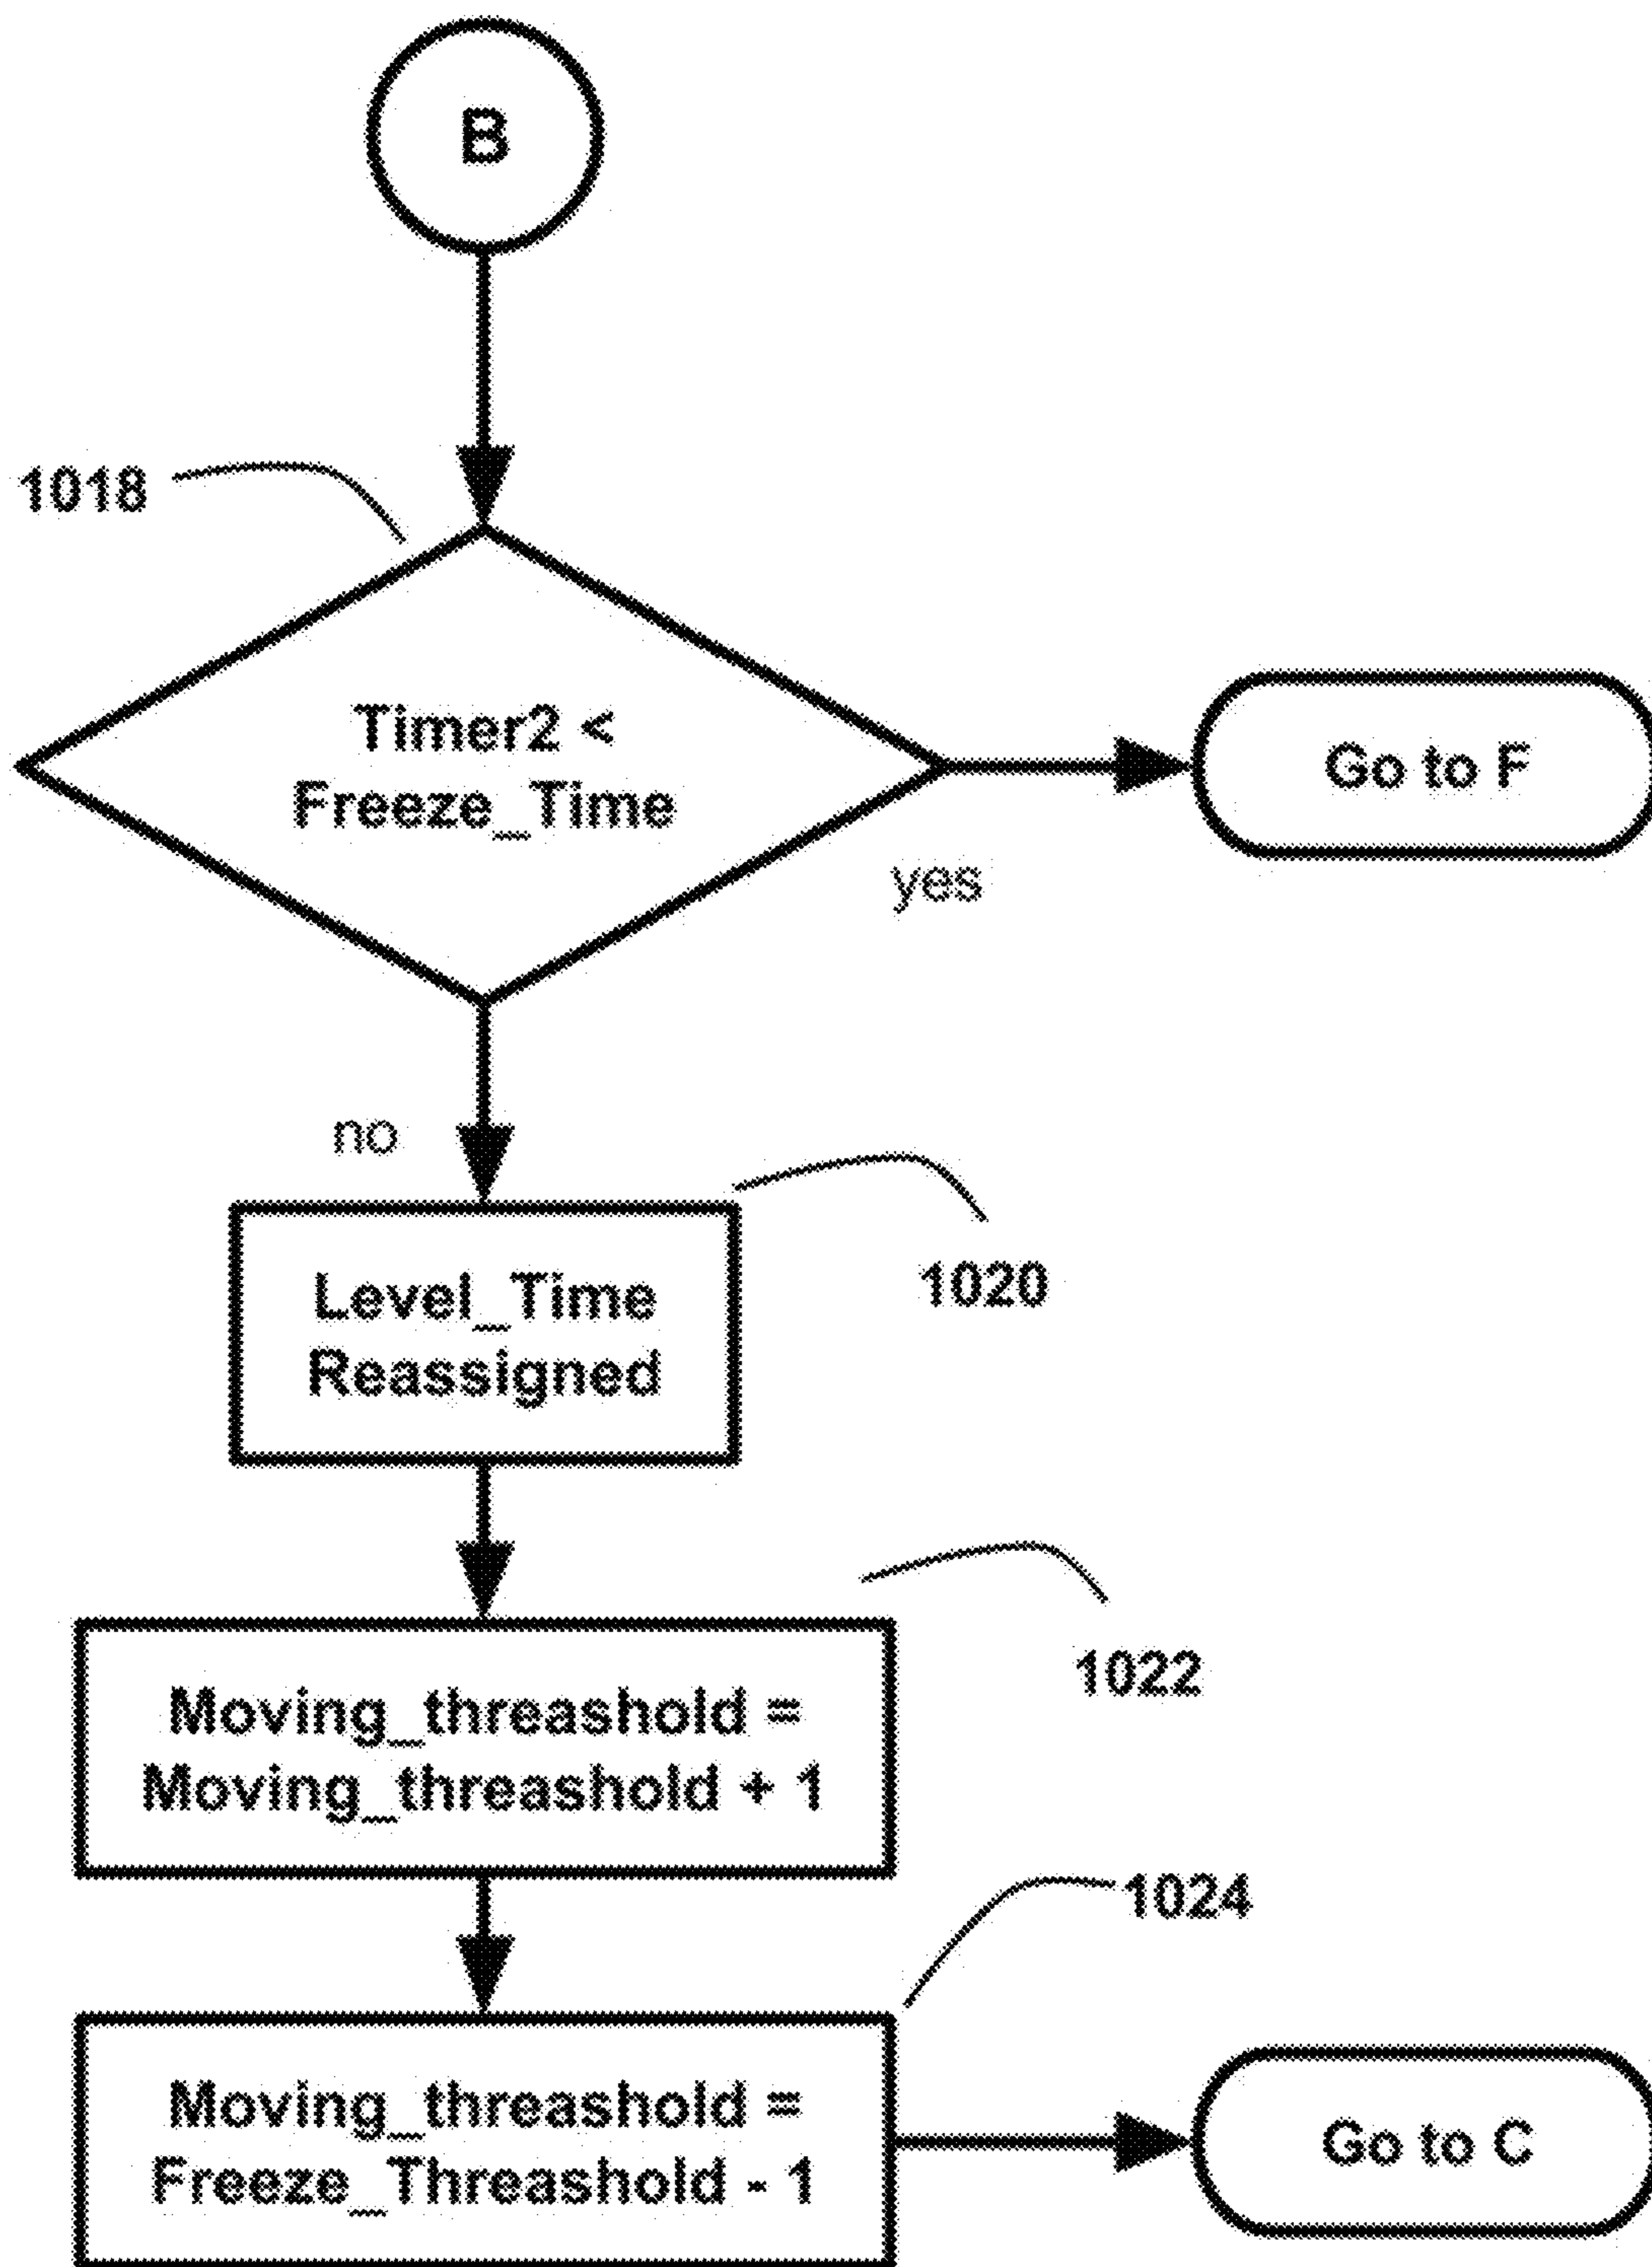 B
1018
Timer2 <
Freeze_Time
Go to F
yes
no
Level_Time
Reassigned
1020
1022
Moving_threashold =
Moving_threashold + 1
1024
Moving_threashold =
Freeze_Threashold - 1
Go to C